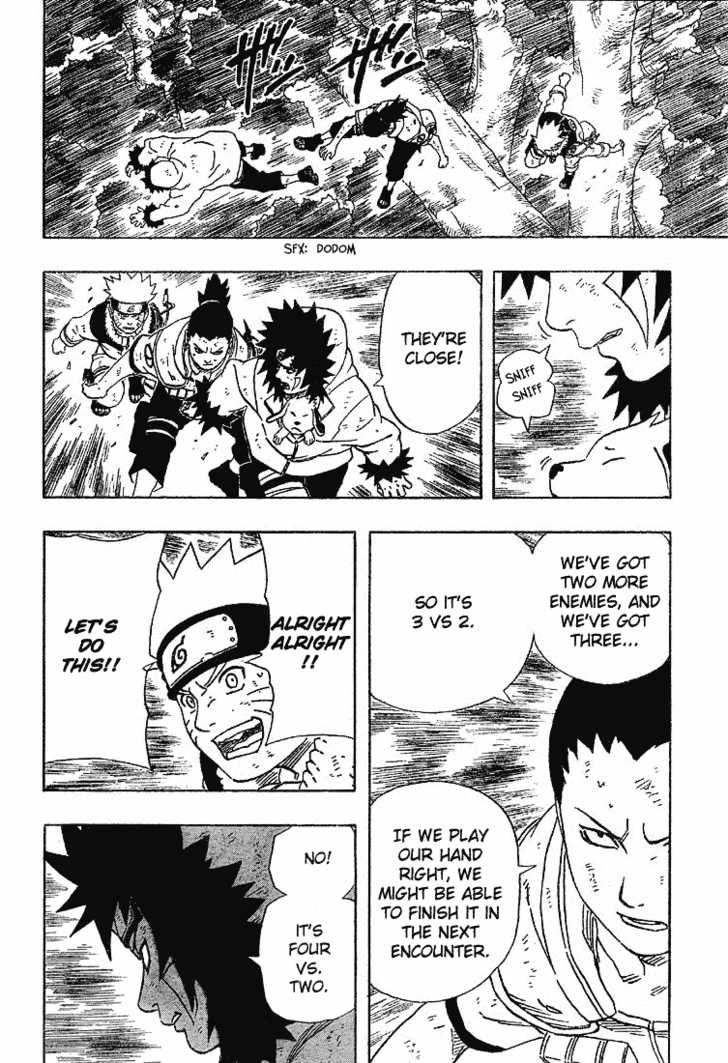 SFX: DODOM
SNIFF
SNIFF
THEY'RE
CLOSE!
WE'VE GOT
TWO MORE
ENEMIES, AND
WE'VE GOT
THREE...
SO IT'S
3 VS 2.
IF WE PLAY
OUR HAND
RIGHT, WE
MIGHT BE ABLE
TO FINISH IT IN
THE NEXT
ENCOUNTER.
ALRIGHT
ALRIGHT
!!
LET'S
DO
THIS!!
NO!
IT'S
FOUR
VS.
TWO.